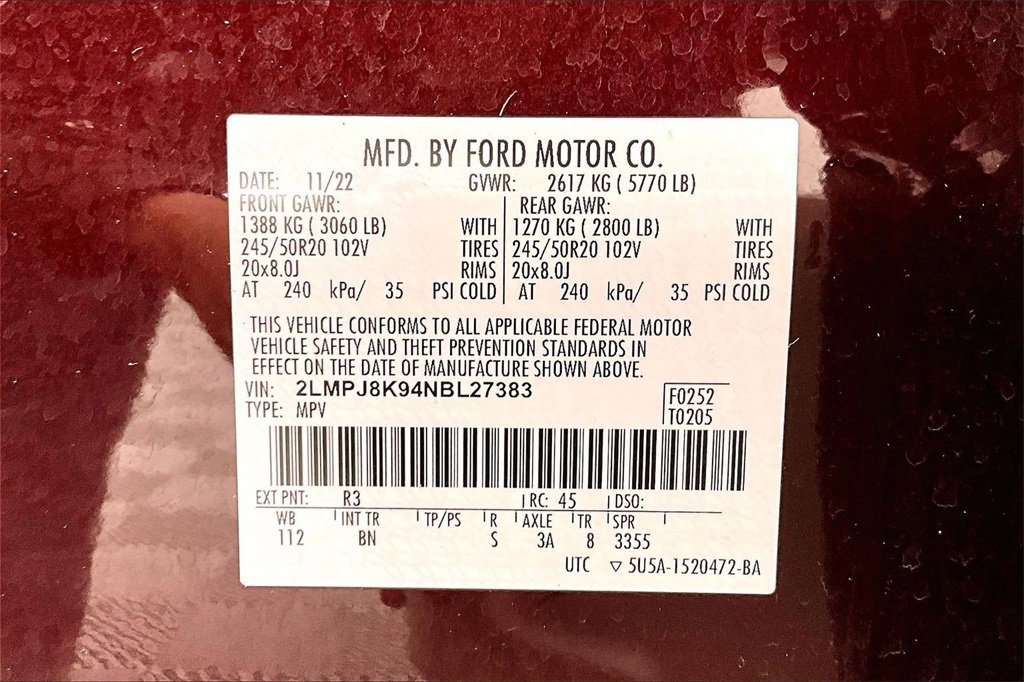 MFD. BY FORD MOTOR CO.
DATE: 11/22 GVWR: 2617 KG ( 5770 LB)
FRONT GAWR: REAR GAWR:
1388 KG ( 3060 LB) WITH 1270 KG ( 2800 LB) WITH
245/50R20 102V TIRES 245/50R20 102V TIRES
20x8.0J RIMS 20x8.0J RIMS
AT 240 kPa/ 35 PSI COLD AT 240 kPa/ 35 PSI COLD
THIS VEHICLE CONFORMS TO ALL APPLICABLE FEDERAL MOTOR
VEHICLE SAFETY AND THEFT PREVENTION STANDARDS IN
EFFECT ON THE DATE OF MANUFACTURE SHOWN ABOVE.
VIN: 2LMPJ8K94NBL27383 F0252
TYPE: MPV T0205
EXT PNT: R3 RC: 45 DSO:
WB INT TR TP/PS R AXLE TR SPR
112 BN S 3A 8 3355
UTC ▽ 5U5A-1520472-BA